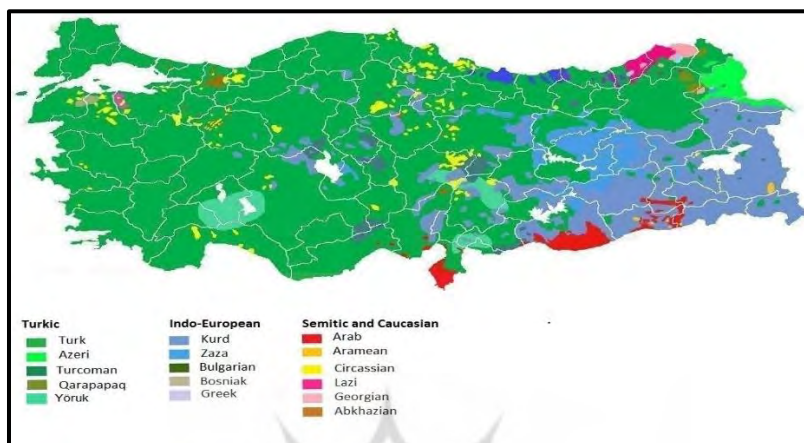 Turkic
Turk
Azeri
Turcoman
Qarapapaq
Yöruk
Indo-European
Kurd
Zaza
Bulgarian
Bosniak
Greek
Semitic and Caucasian
Arab
Aramean
Circassian
Lazi
Georgian
Abkhazian